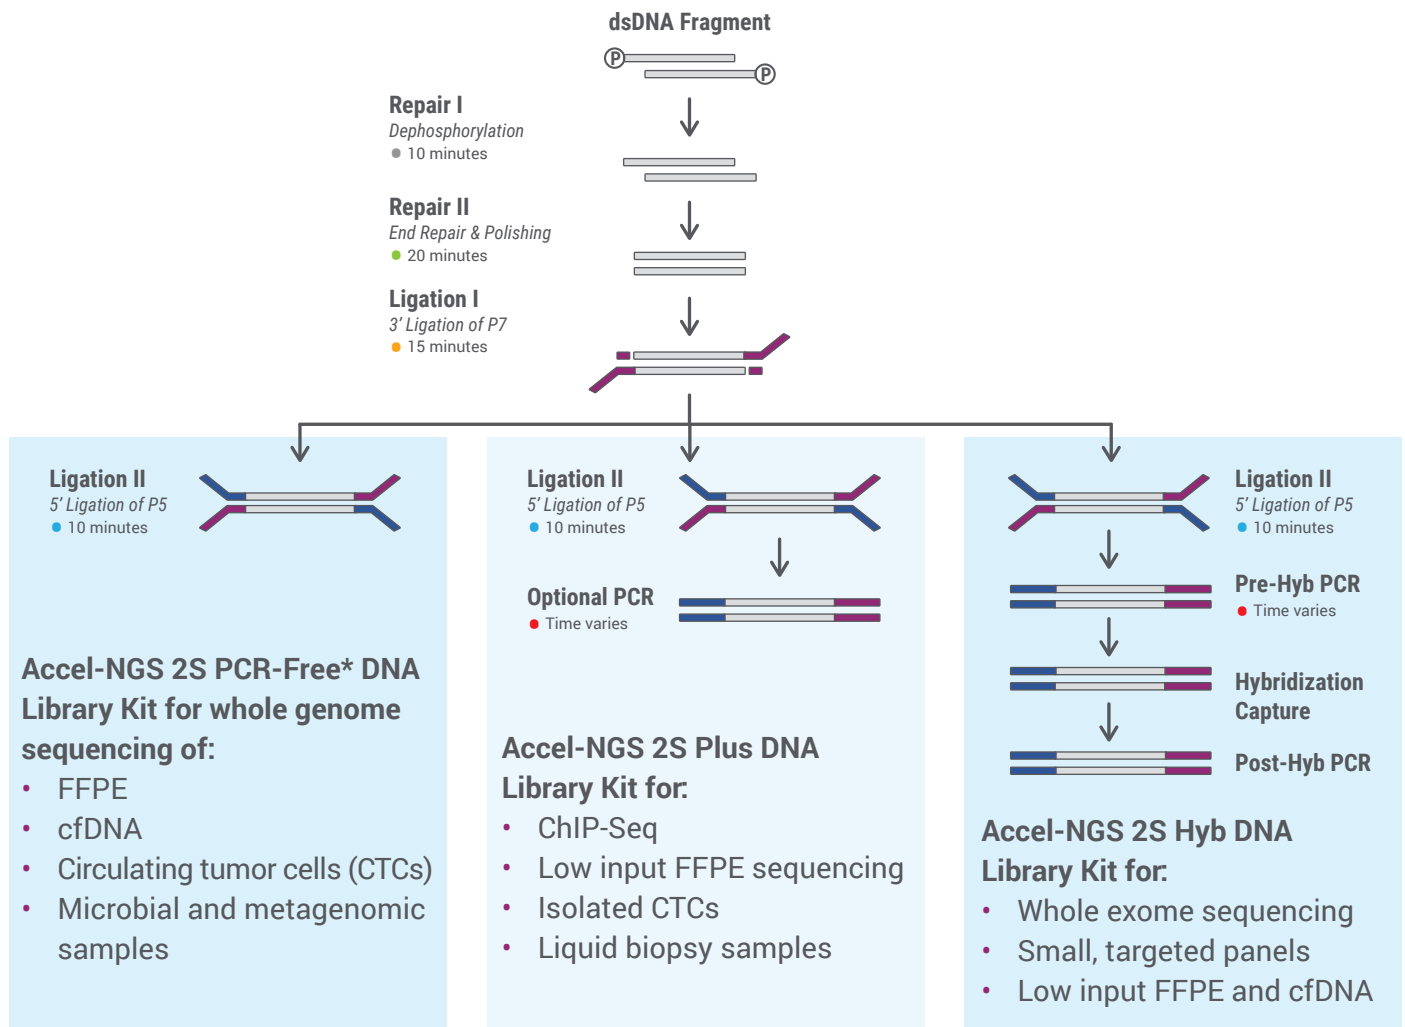 dsDNA Fragment
P
P
Repair I
Dephosphorylation
10 minutes
Repair II
End Repair & Polishing
20 minutes
Ligation I
3’ Ligation of P7
15 minutes
Ligation II
5’ Ligation of P5
10 minutes
Accel-NGS 2S PCR-Free* DNA
Library Kit for whole genome
sequencing of:
• FFPE
• cfDNA
• Circulating tumor cells (CTCs)
• Microbial and metagenomic
samples
Ligation II
5’ Ligation of P5
10 minutes
Optional PCR
Time varies
Accel-NGS 2S Plus DNA
Library Kit for:
• ChIP-Seq
• Low input FFPE sequencing
• Isolated CTCs
• Liquid biopsy samples
Ligation II
5’ Ligation of P5
10 minutes
Pre-Hyb PCR
Time varies
Hybridization
Capture
Post-Hyb PCR
Accel-NGS 2S Hyb DNA
Library Kit for:
• Whole exome sequencing
• Small, targeted panels
• Low input FFPE and cfDNA